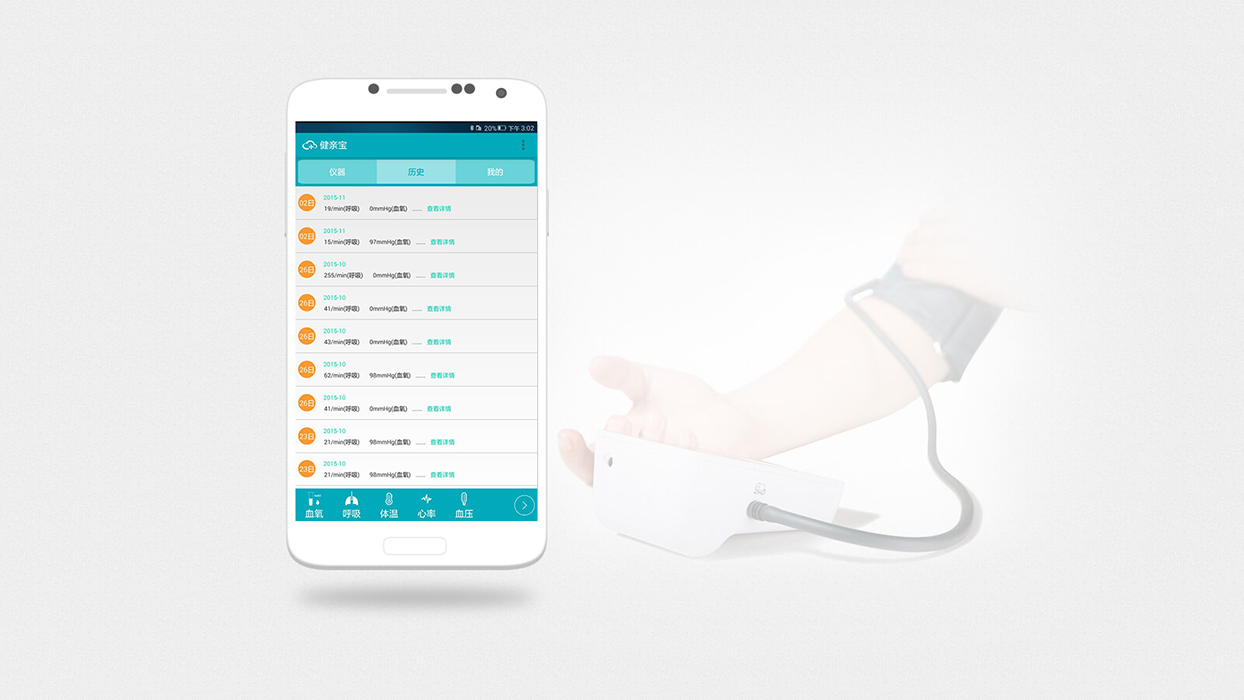 20% 下午 3:02
健亲宝
仪器 历史 我的
02日 2015-11
19/min(呼吸) 0mmHg(血氧) ...... 查看详情
02日 2015-11
15/min(呼吸) 97mmHg(血氧) ...... 查看详情
26日 2015-10
255/min(呼吸) 0mmHg(血氧) ...... 查看详情
26日 2015-10
41/min(呼吸) 0mmHg(血氧) ...... 查看详情
26日 2015-10
43/min(呼吸) 0mmHg(血氧) ...... 查看详情
26日 2015-10
62/min(呼吸) 98mmHg(血氧) ...... 查看详情
26日 2015-10
41/min(呼吸) 0mmHg(血氧) ...... 查看详情
23日 2015-10
21/min(呼吸) 98mmHg(血氧) ...... 查看详情
23日 2015-10
21/min(呼吸) 98mmHg(血氧) ...... 查看详情
血氧 呼吸 体温 心率 血压